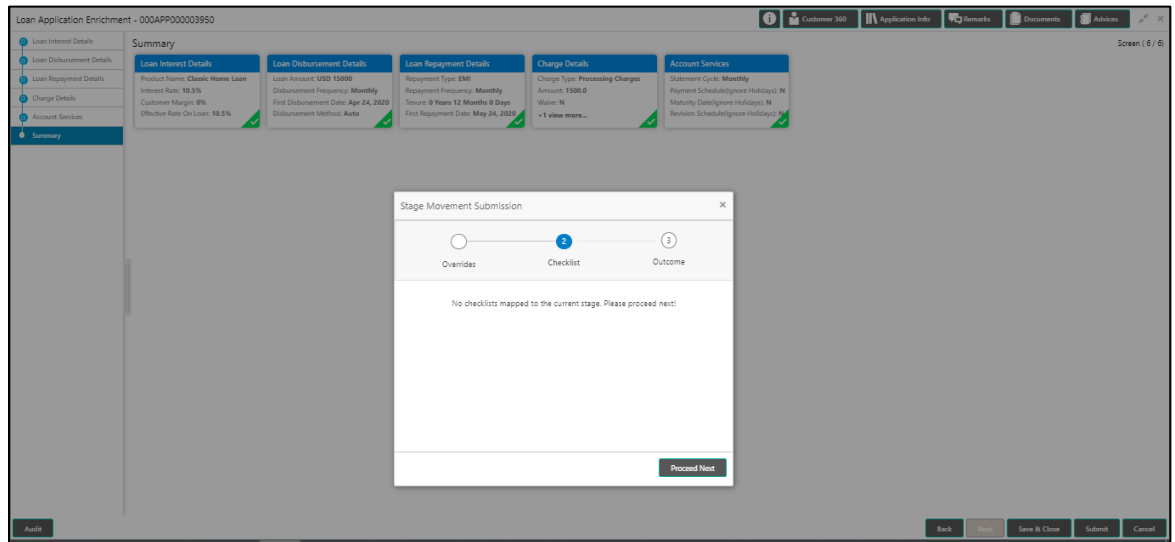 Loan Application Enrichment - 000APP000003950
Customer 360
Application Info
Remarks
Documents
Advices
Loan Interest Details
Loan Disbursement Details
Loan Repayment Details
Charge Details
Account Services
Summary
Summary
Screen ( 6 / 6)
Loan Interest Details
Product Name: Classic Home Loan
Interest Rate: 10.5%
Customer Margin: 0%
Effective Rate On Loan: 10.5%
Loan Disbursement Details
Loan Amount: USD 15000
Disbursement Frequency: Monthly
First Disbursement Date: Apr 24, 2020
Disbursement Method: Auto
Loan Repayment Details
Repayment Type: EMI
Repayment Frequency: Monthly
Tenure: 0 Years 12 Months 0 Days
First Repayment Date: May 24, 2020
Charge Details
Charge Type: Processing Charges
Amount: 1500.0
Waive: N
+1 view more...
Account Services
Statement Cycle: Monthly
Payment Schedule(Ignore Holidays): N
Maturity Date(Ignore Holidays): N
Revision Schedule(Ignore Holidays): N
Stage Movement Submission
2
3
Overrides
Checklist
Outcome
No checklists mapped to the current stage. Please proceed next!
Proceed Next
Audit
Back
Next
Save & Close
Submit
Cancel